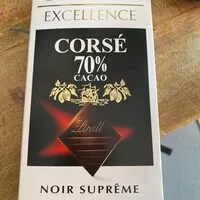 EXCELLENCE
CORSÉ
70%
CACAO
Lindt
NOIR SUPRÊME